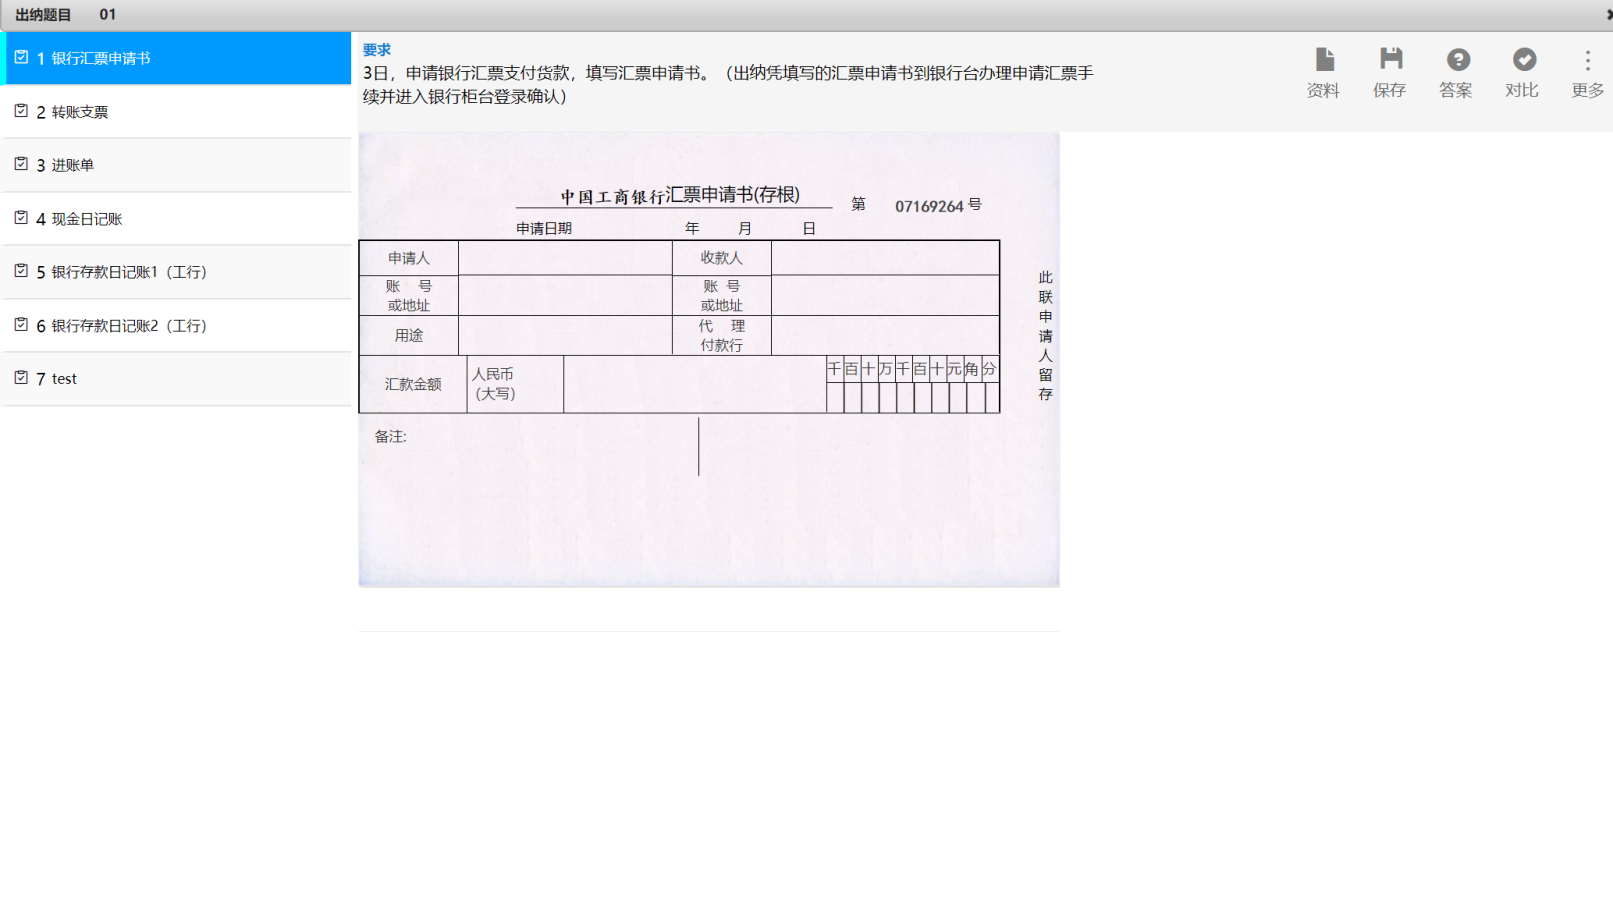 出纳题目 01
1 银行汇票申请书
2 转账支票
3 进账单
4 现金日记账
5 银行存款日记账1（工行）
6 银行存款日记账2（工行）
7 test
要求
3日，申请银行汇票支付货款，填写汇票申请书。（出纳凭填写的汇票申请书到银行台办理申请汇票手
续并进入银行柜台登录确认）
资料 保存 答案 对比 更多
中国工商银行汇票申请书(存根) 第 07169264 号
申请日期 年 月 日
申请人 收款人
账 号 账 号
或地址 或地址
用途 代 理
付款行
汇款金额 人民币 千 百 十 万 千 百 十 元 角 分
（大写）
备注:
此联申请人留存